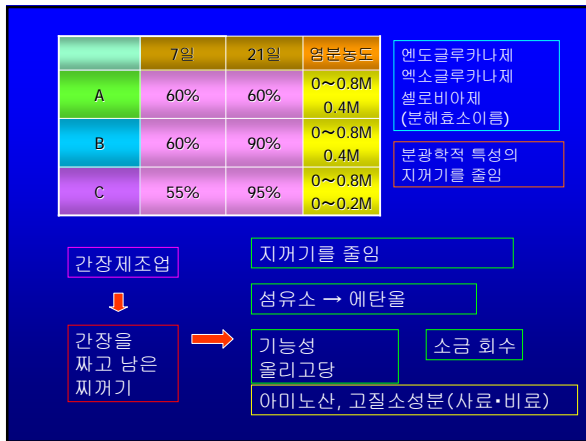 7일 21일 염분농도
A 60% 60% 0～0.8M
0.4M
B 60% 90% 0～0.8M
0.4M
C 55% 95% 0～0.8M
0～0.2M
엔도글루카나제
엑소글루카나제
셀로비아제
(분해효소이름)
분광학적 특성의
지꺼기를 줄임
간장제조업
간장을
짜고 남은
찌꺼기
지꺼기를 줄임
섬유소 → 에탄올
기능성
올리고당
소금 회수
아미노산, 고질소성분(사료•비료)